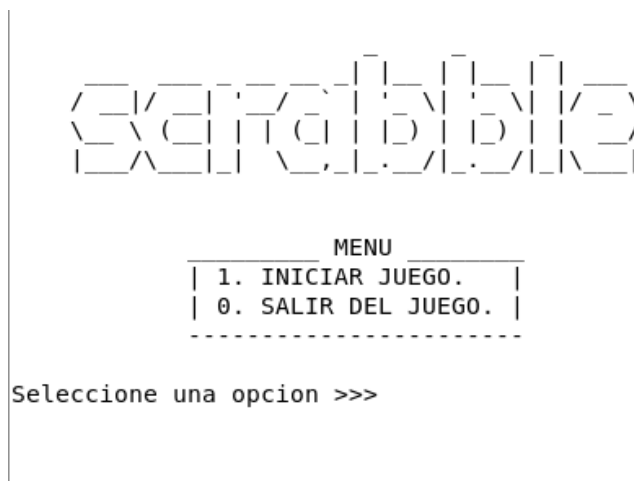 scrabble
MENU
| 1. INICIAR JUEGO. |
| 0. SALIR DEL JUEGO. |
Seleccione una opcion >>>